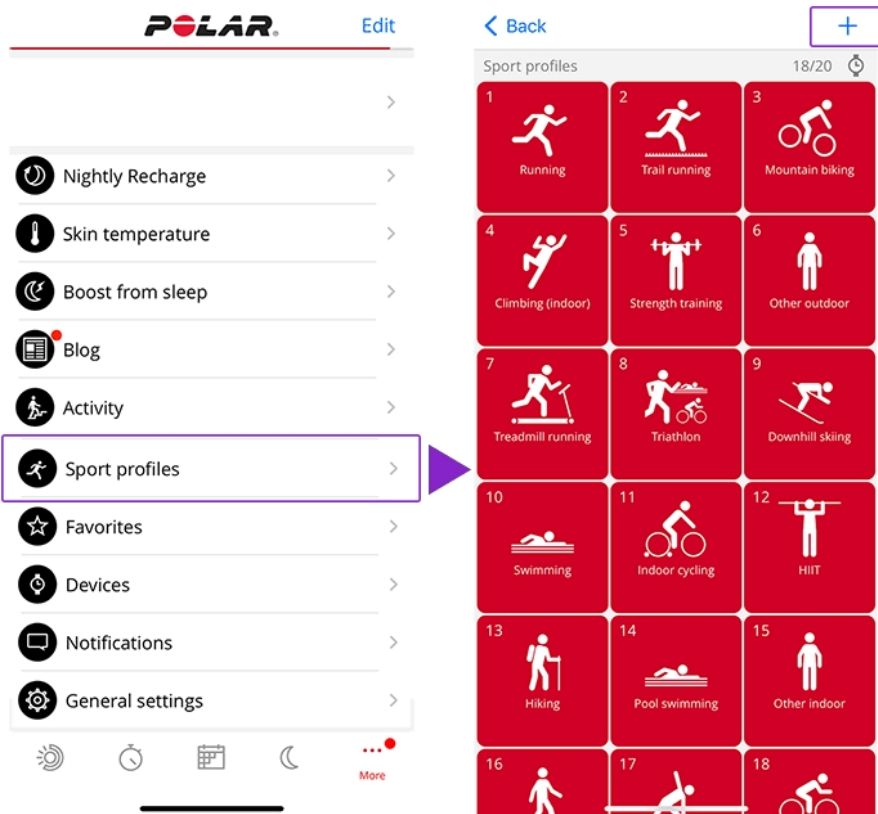 POLAR
Edit
Nightly Recharge
Skin temperature
Boost from sleep
Blog
Activity
Sport profiles
Favorites
Devices
Notifications
General settings
More
Back
+
Sport profiles 18/20
1 2 3
Running Trail running Mountain biking
4 5 6
Climbing (indoor) Strength training Other outdoor
7 8 9
Treadmill running Triathlon Downhill skiing
10 11 12
Swimming Indoor cycling HIIT
13 14 15
Hiking Pool swimming Other indoor
16 17 18